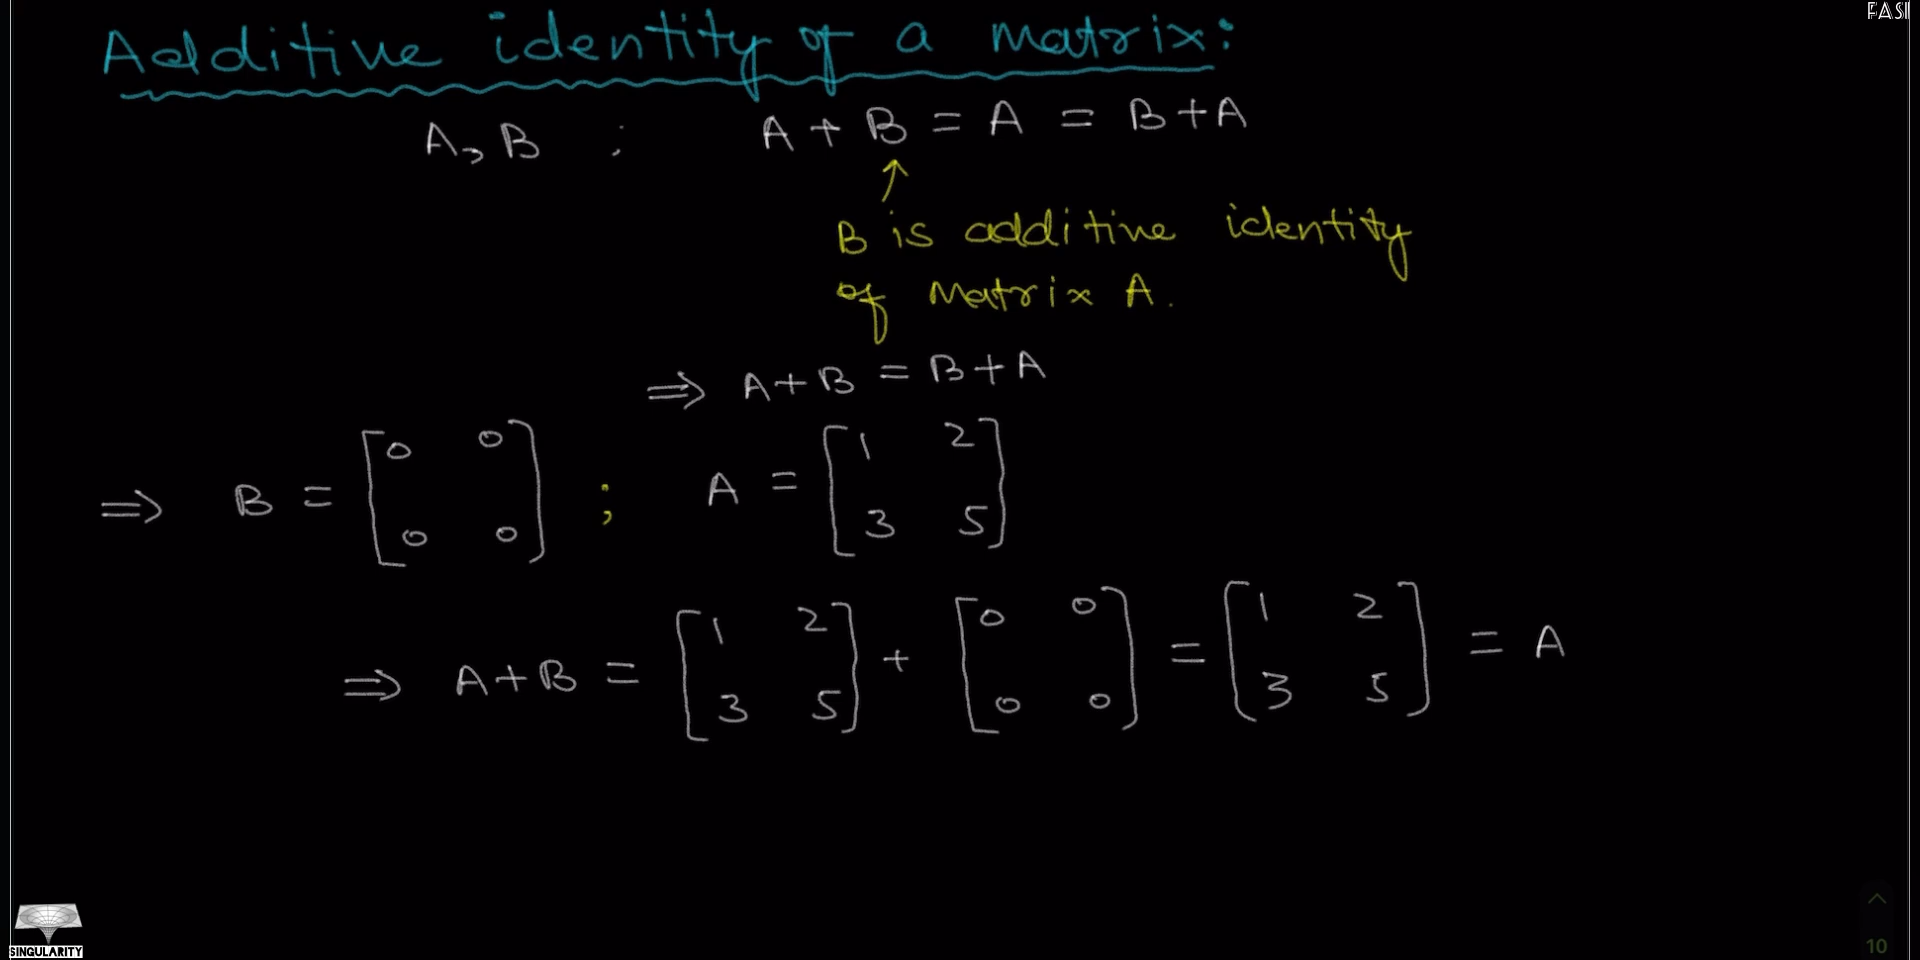 FASI
Additive identity of a matrix:
A, B ; A + B = A = B + A
↑
B is additive identity
of Matrix A.
⇒ A + B = B + A
⇒ B = [0 0; 0 0] ; A = [1 2; 3 5]
⇒ A + B = [1 2; 3 5] + [0 0; 0 0] = [1 2; 3 5] = A
SINGULARITY
10